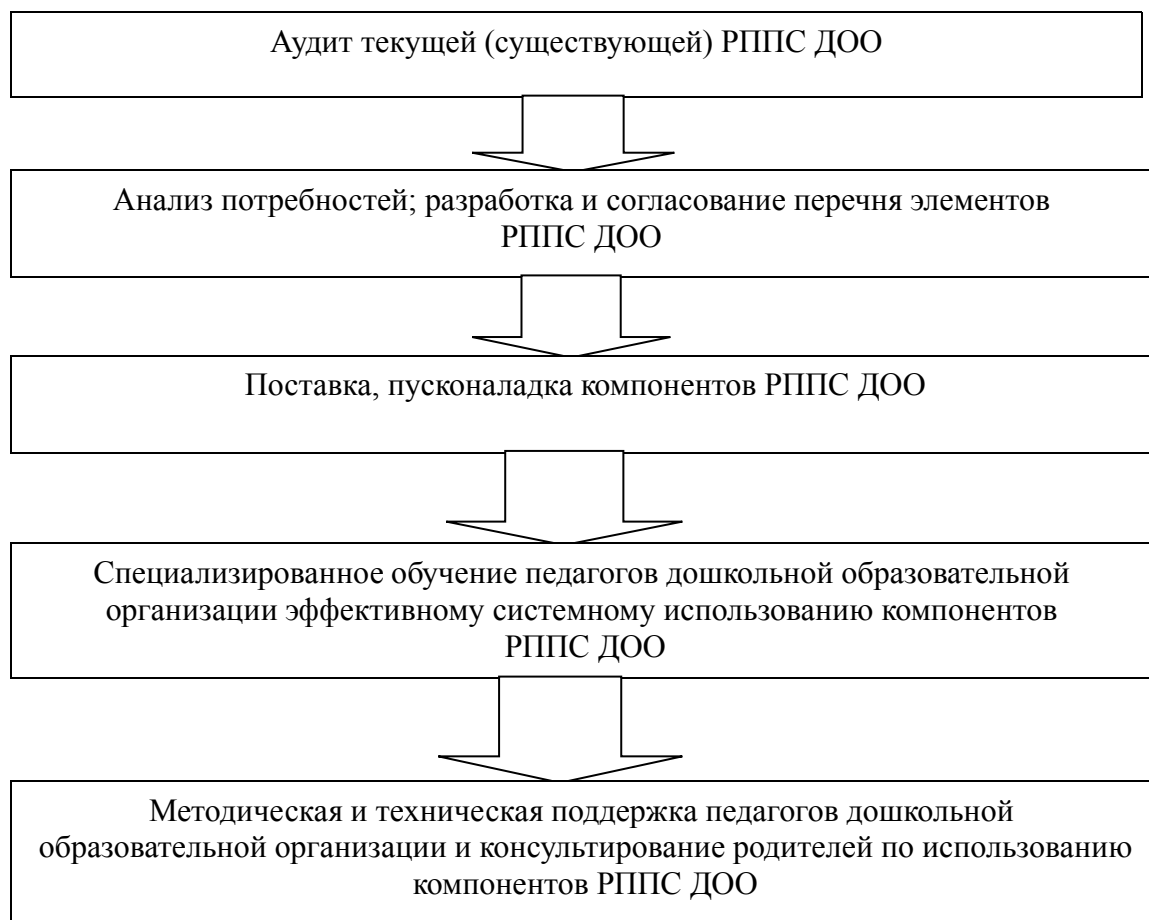 Аудит текущей (существующей) РППС ДОО
Анализ потребностей; разработка и согласование перечня элементов
РППС ДОО
Поставка, пусконаладка компонентов РППС ДОО
Специализированное обучение педагогов дошкольной образовательной
организации эффективному системному использованию компонентов
РППС ДОО
Методическая и техническая поддержка педагогов дошкольной
образовательной организации и консультирование родителей по использованию
компонентов РППС ДОО